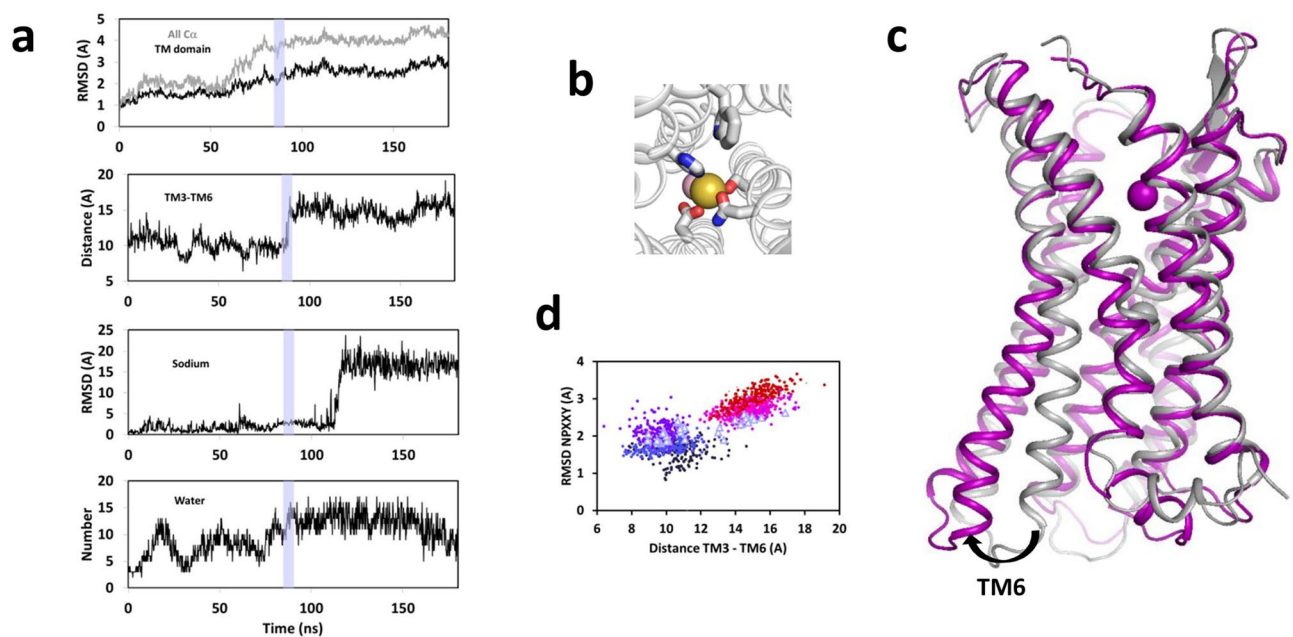 a
5
4
3
2
1
0
RMSD (A)
All Cα
TM domain
0
50
100
150
20
15
10
5
Distance (A)
TM3-TM6
0
50
100
150
25
20
15
10
5
0
RMSD (A)
Sodium
0
50
100
150
20
15
10
5
0
Number
Water
0
50
100
150
Time (ns)
b
d
4
3
2
1
0
RMSD NPXXY (A)
6
8
10
12
14
16
18
20
Distance TM3 - TM6 (A)
c
TM6